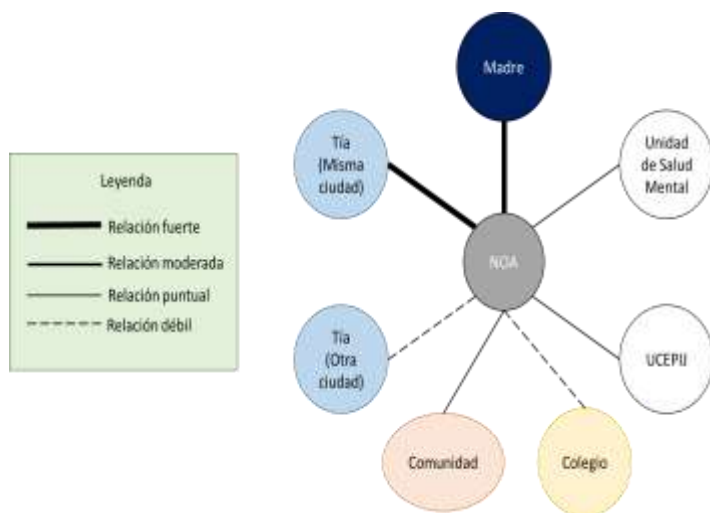 Madre
Tía
(Misma
ciudad)
Unidad
de Salud
Mental
Leyenda
Relación fuerte
Relación moderada
Relación puntual
Relación débil
NOA
Tía
(Otra
ciudad)
UCEPIJ
Comunidad
Colegio